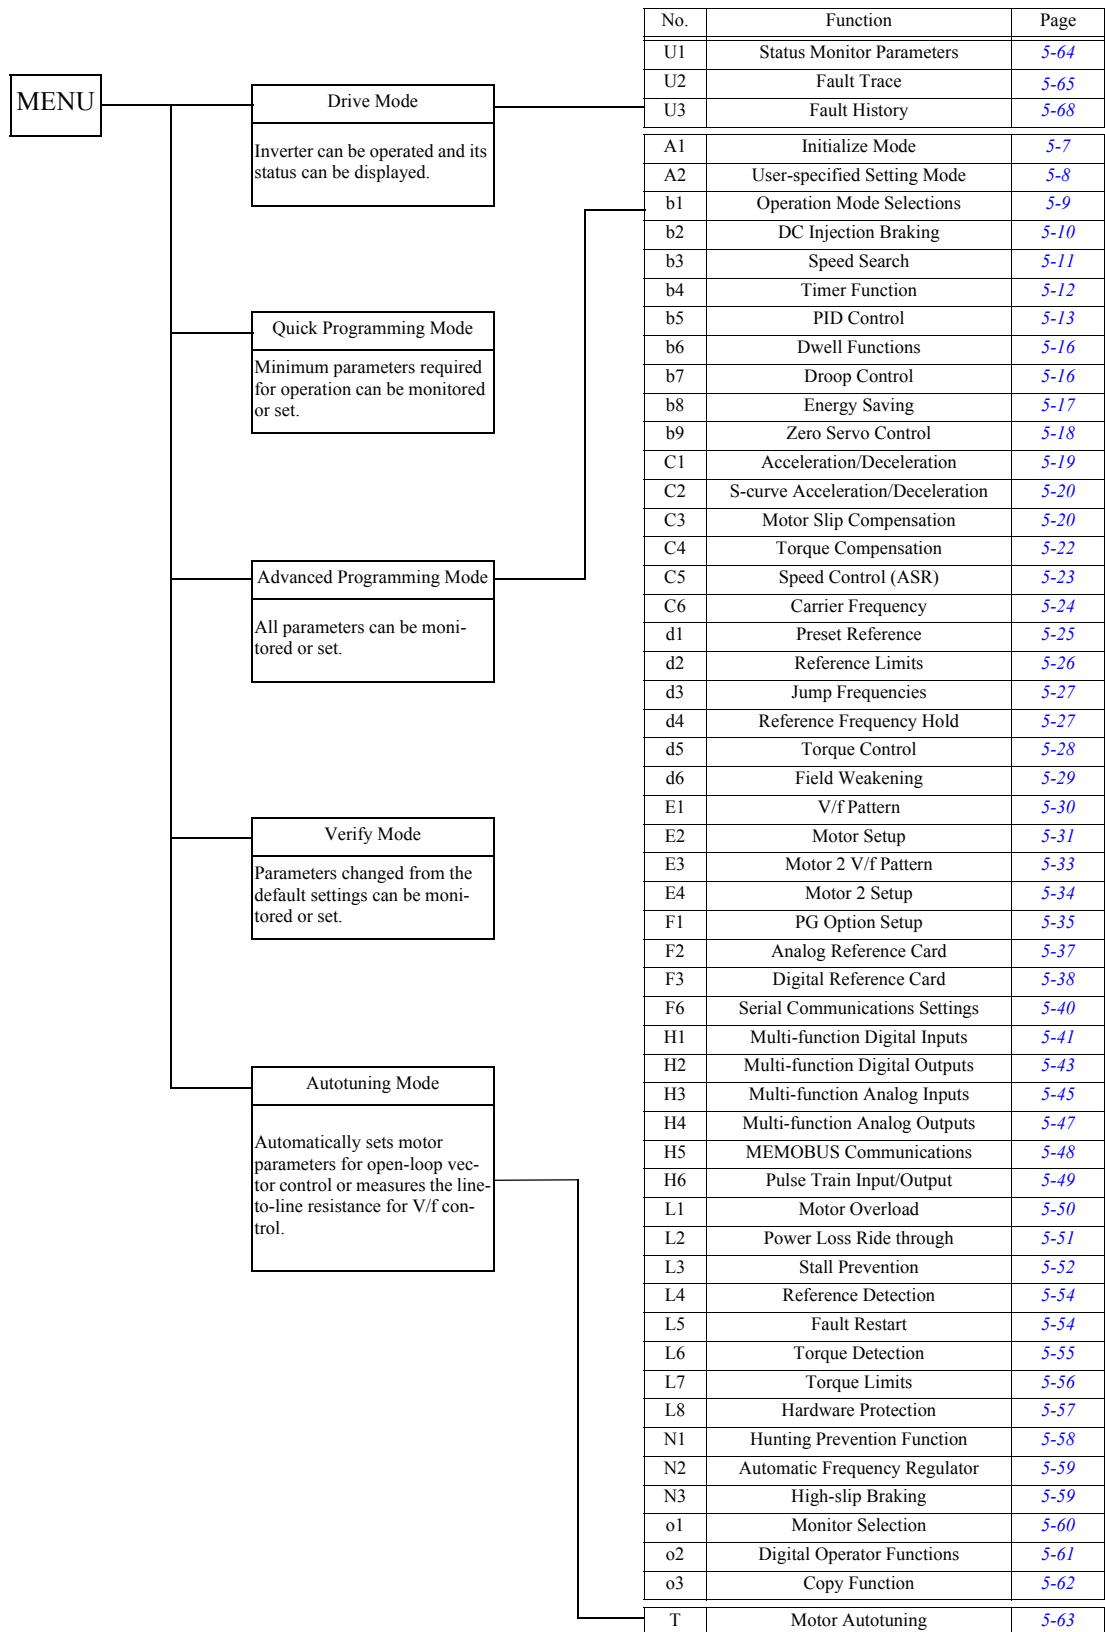 MENU
Drive Mode
Inverter can be operated and its
status can be displayed.
Quick Programming Mode
Minimum parameters required
for operation can be monitored
or set.
Advanced Programming Mode
All parameters can be moni-
tored or set.
Verify Mode
Parameters changed from the
default settings can be moni-
tored or set.
Autotuning Mode
Automatically sets motor
parameters for open-loop vec-
tor control or measures the line-
to-line resistance for V/f con-
trol.
No. Function Page
U1 Status Monitor Parameters 5-64
U2 Fault Trace 5-65
U3 Fault History 5-68
A1 Initialize Mode 5-7
A2 User-specified Setting Mode 5-8
b1 Operation Mode Selections 5-9
b2 DC Injection Braking 5-10
b3 Speed Search 5-11
b4 Timer Function 5-12
b5 PID Control 5-13
b6 Dwell Functions 5-16
b7 Droop Control 5-16
b8 Energy Saving 5-17
b9 Zero Servo Control 5-18
C1 Acceleration/Deceleration 5-19
C2 S-curve Acceleration/Deceleration 5-20
C3 Motor Slip Compensation 5-20
C4 Torque Compensation 5-22
C5 Speed Control (ASR) 5-23
C6 Carrier Frequency 5-24
d1 Preset Reference 5-25
d2 Reference Limits 5-26
d3 Jump Frequencies 5-27
d4 Reference Frequency Hold 5-27
d5 Torque Control 5-28
d6 Field Weakening 5-29
E1 V/f Pattern 5-30
E2 Motor Setup 5-31
E3 Motor 2 V/f Pattern 5-33
E4 Motor 2 Setup 5-34
F1 PG Option Setup 5-35
F2 Analog Reference Card 5-37
F3 Digital Reference Card 5-38
F6 Serial Communications Settings 5-40
H1 Multi-function Digital Inputs 5-41
H2 Multi-function Digital Outputs 5-43
H3 Multi-function Analog Inputs 5-45
H4 Multi-function Analog Outputs 5-47
H5 MEMOBUS Communications 5-48
H6 Pulse Train Input/Output 5-49
L1 Motor Overload 5-50
L2 Power Loss Ride through 5-51
L3 Stall Prevention 5-52
L4 Reference Detection 5-54
L5 Fault Restart 5-54
L6 Torque Detection 5-55
L7 Torque Limits 5-56
L8 Hardware Protection 5-57
N1 Hunting Prevention Function 5-58
N2 Automatic Frequency Regulator 5-59
N3 High-slip Braking 5-59
o1 Monitor Selection 5-60
o2 Digital Operator Functions 5-61
o3 Copy Function 5-62
T Motor Autotuning 5-63